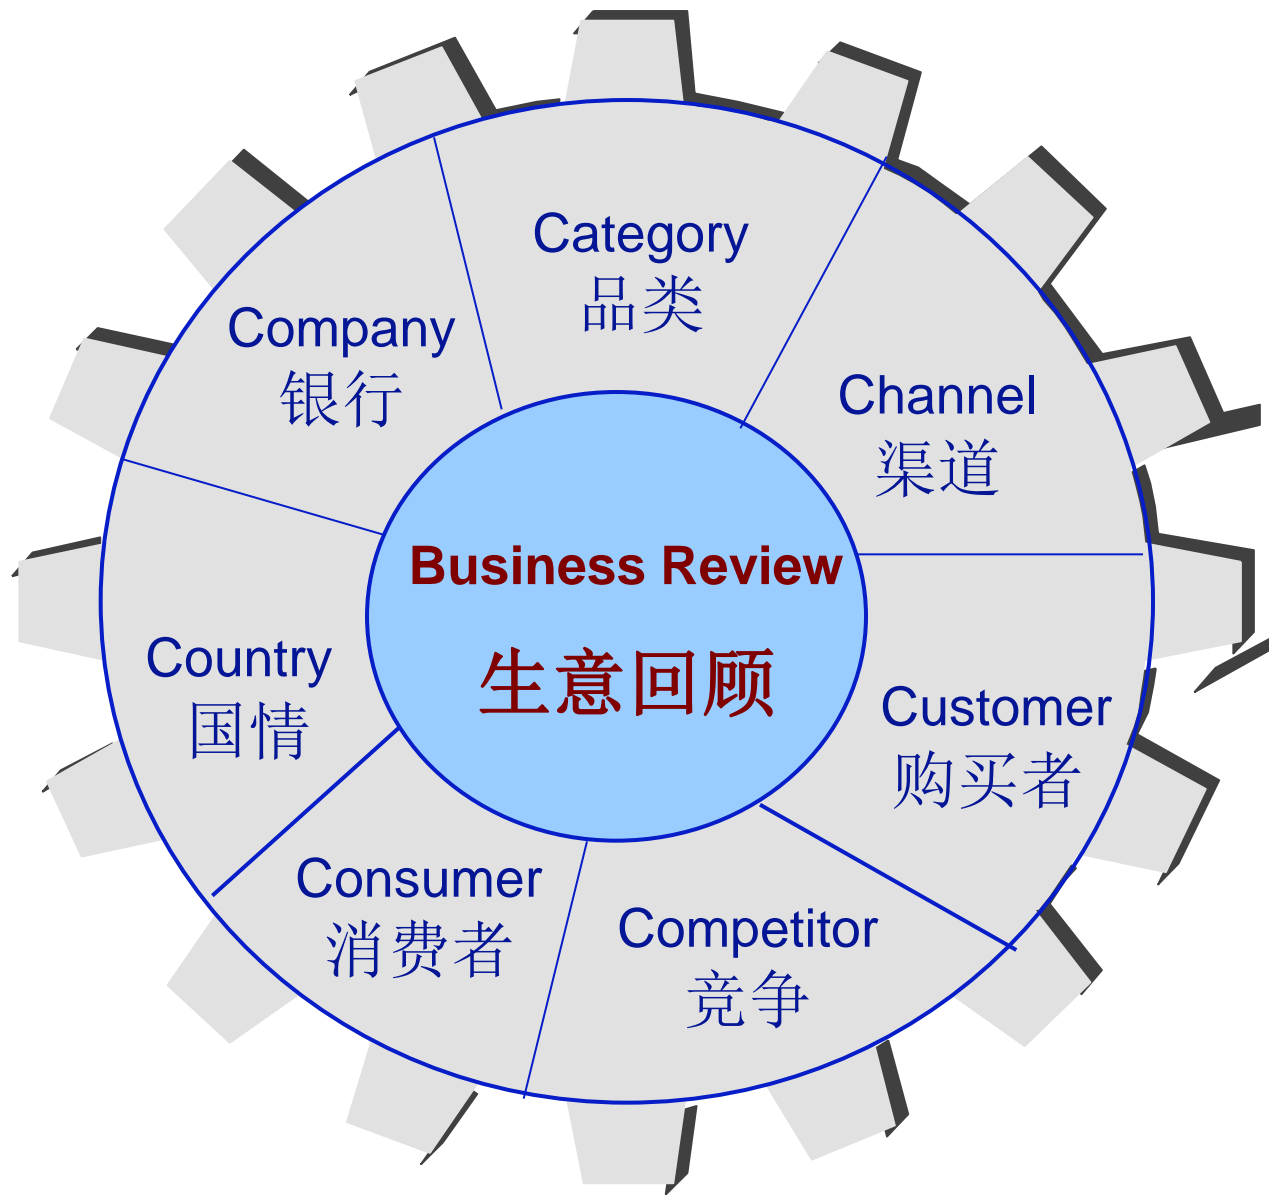 Category
品类
Company
银行
Channel
渠道
Business Review
生意回顾
Country
国情
Customer
购买者
Consumer
消费者
Competitor
竞争